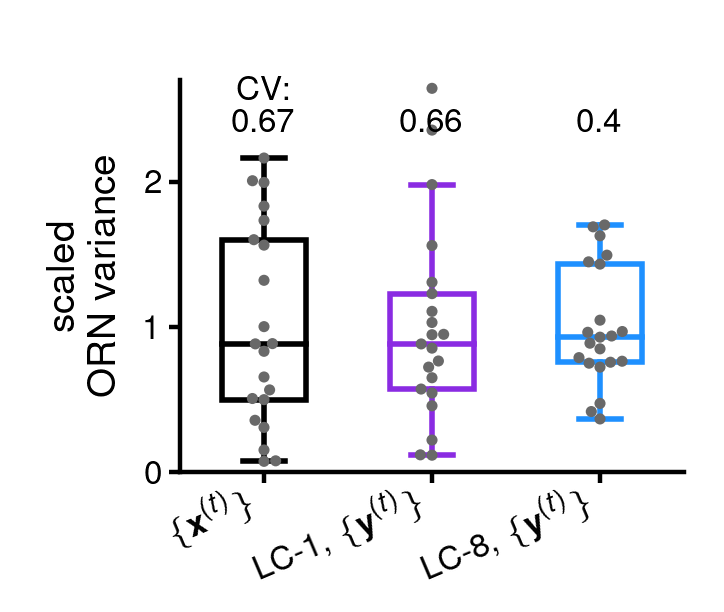 CV:
0.67 0.66 0.4
scaled
ORN variance
2
1
0
{x^(t)}
LC-1, {y^(t)}
LC-8, {y^(t)}